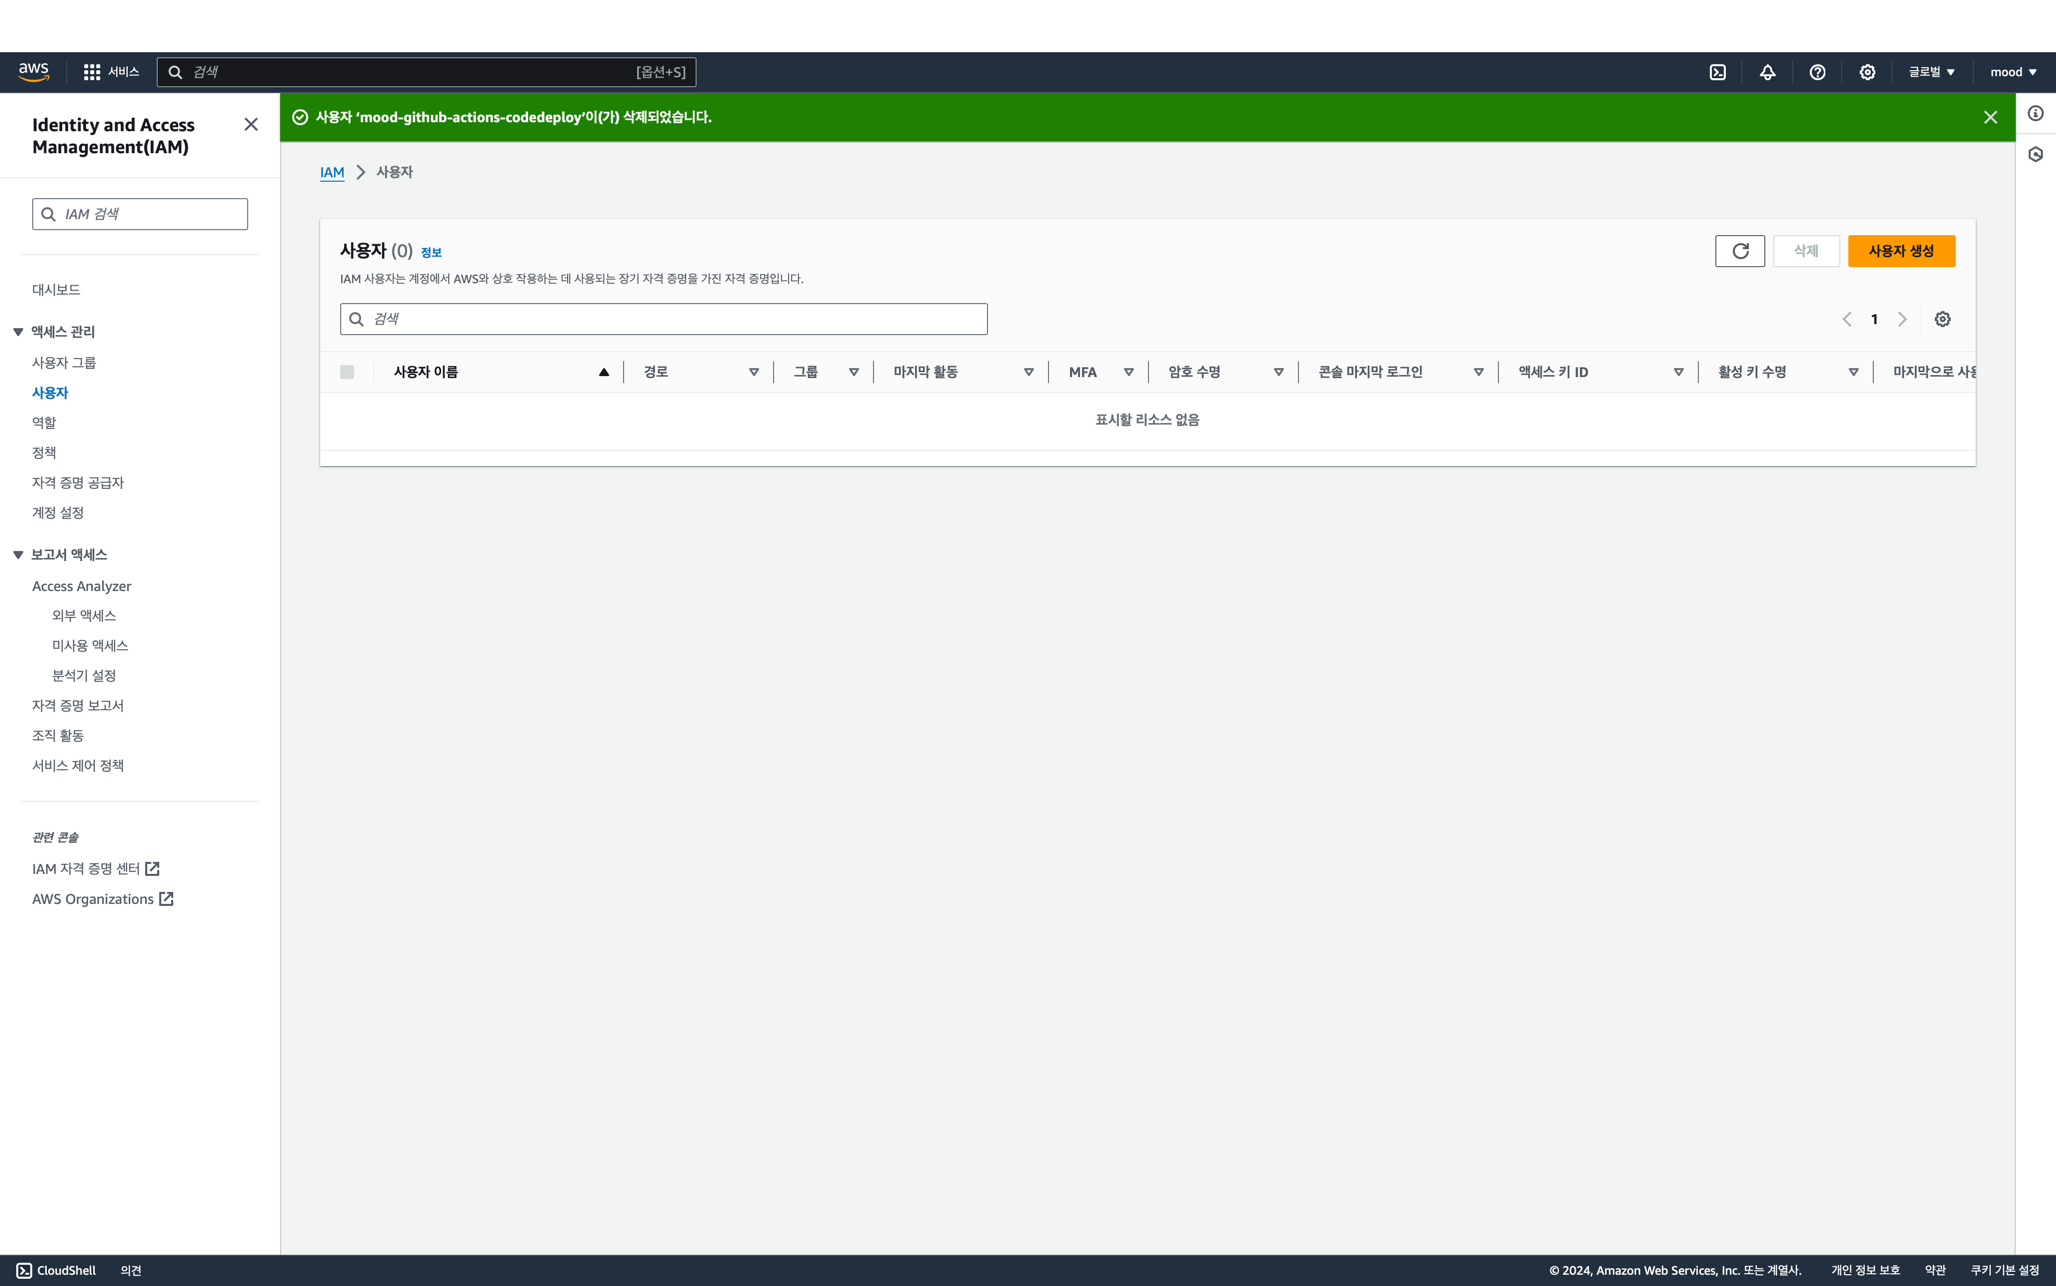 aws
서비스
검색
[옵션+S]
글로벌
mood
Identity and Access
Management(IAM)
IAM 검색
대시보드
액세스 관리
사용자 그룹
사용자
역할
정책
자격 증명 공급자
계정 설정
보고서 액세스
Access Analyzer
외부 액세스
미사용 액세스
분석기 설정
자격 증명 보고서
조직 활동
서비스 제어 정책
관련 콘솔
IAM 자격 증명 센터
AWS Organizations
사용자 ‘mood-github-actions-codedeploy’이(가) 삭제되었습니다.
IAM
사용자
사용자 (0) 정보
IAM 사용자는 계정에서 AWS와 상호 작용하는 데 사용되는 장기 자격 증명을 가진 자격 증명입니다.
삭제
사용자 생성
검색
1
사용자 이름
경로
그룹
마지막 활동
MFA
암호 수명
콘솔 마지막 로그인
액세스 키 ID
활성 키 수명
마지막으로
표시할 리소스 없음
CloudShell
의견
© 2024, Amazon Web Services, Inc. 또는 계열사.
개인 정보 보호
약관
쿠키 기본 설정